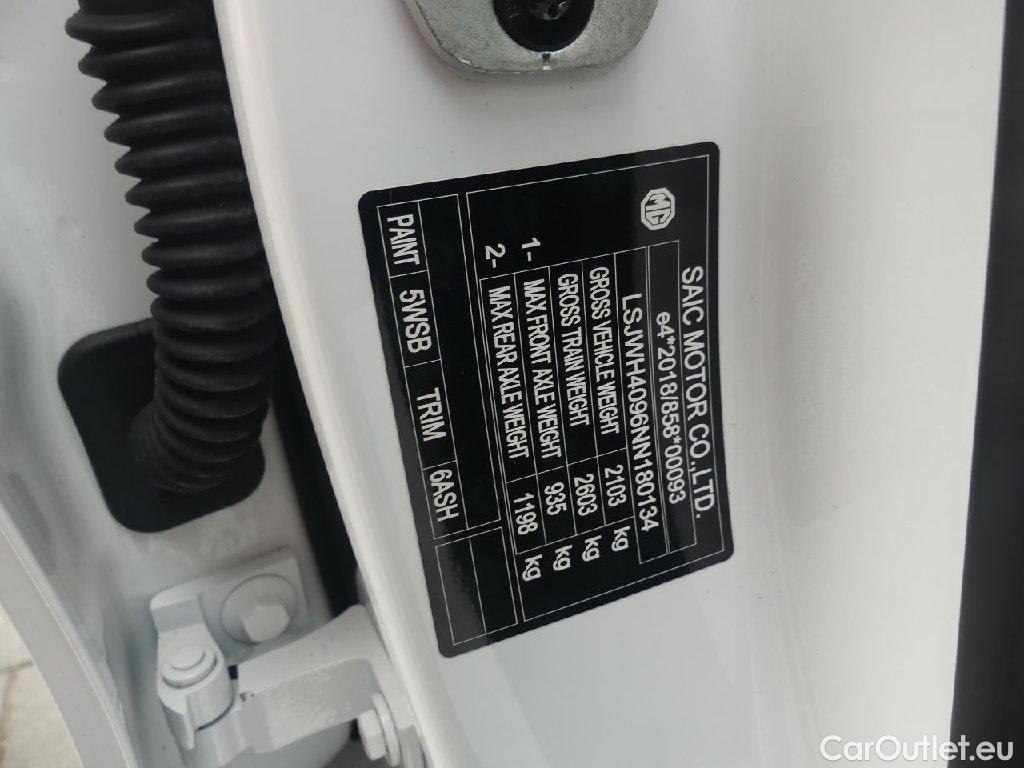 MG
SAIC MOTOR CO.,LTD.
e4*2018/858*00093
LSJWH4096NN180134
GROSS VEHICLE WEIGHT 2103 kg
GROSS TRAIN WEIGHT 2603 kg
1- MAX FRONT AXLE WEIGHT 935 kg
2- MAX REAR AXLE WEIGHT 1198 kg
PAINT 5WSB TRIM 6ASH
CarOutlet.eu